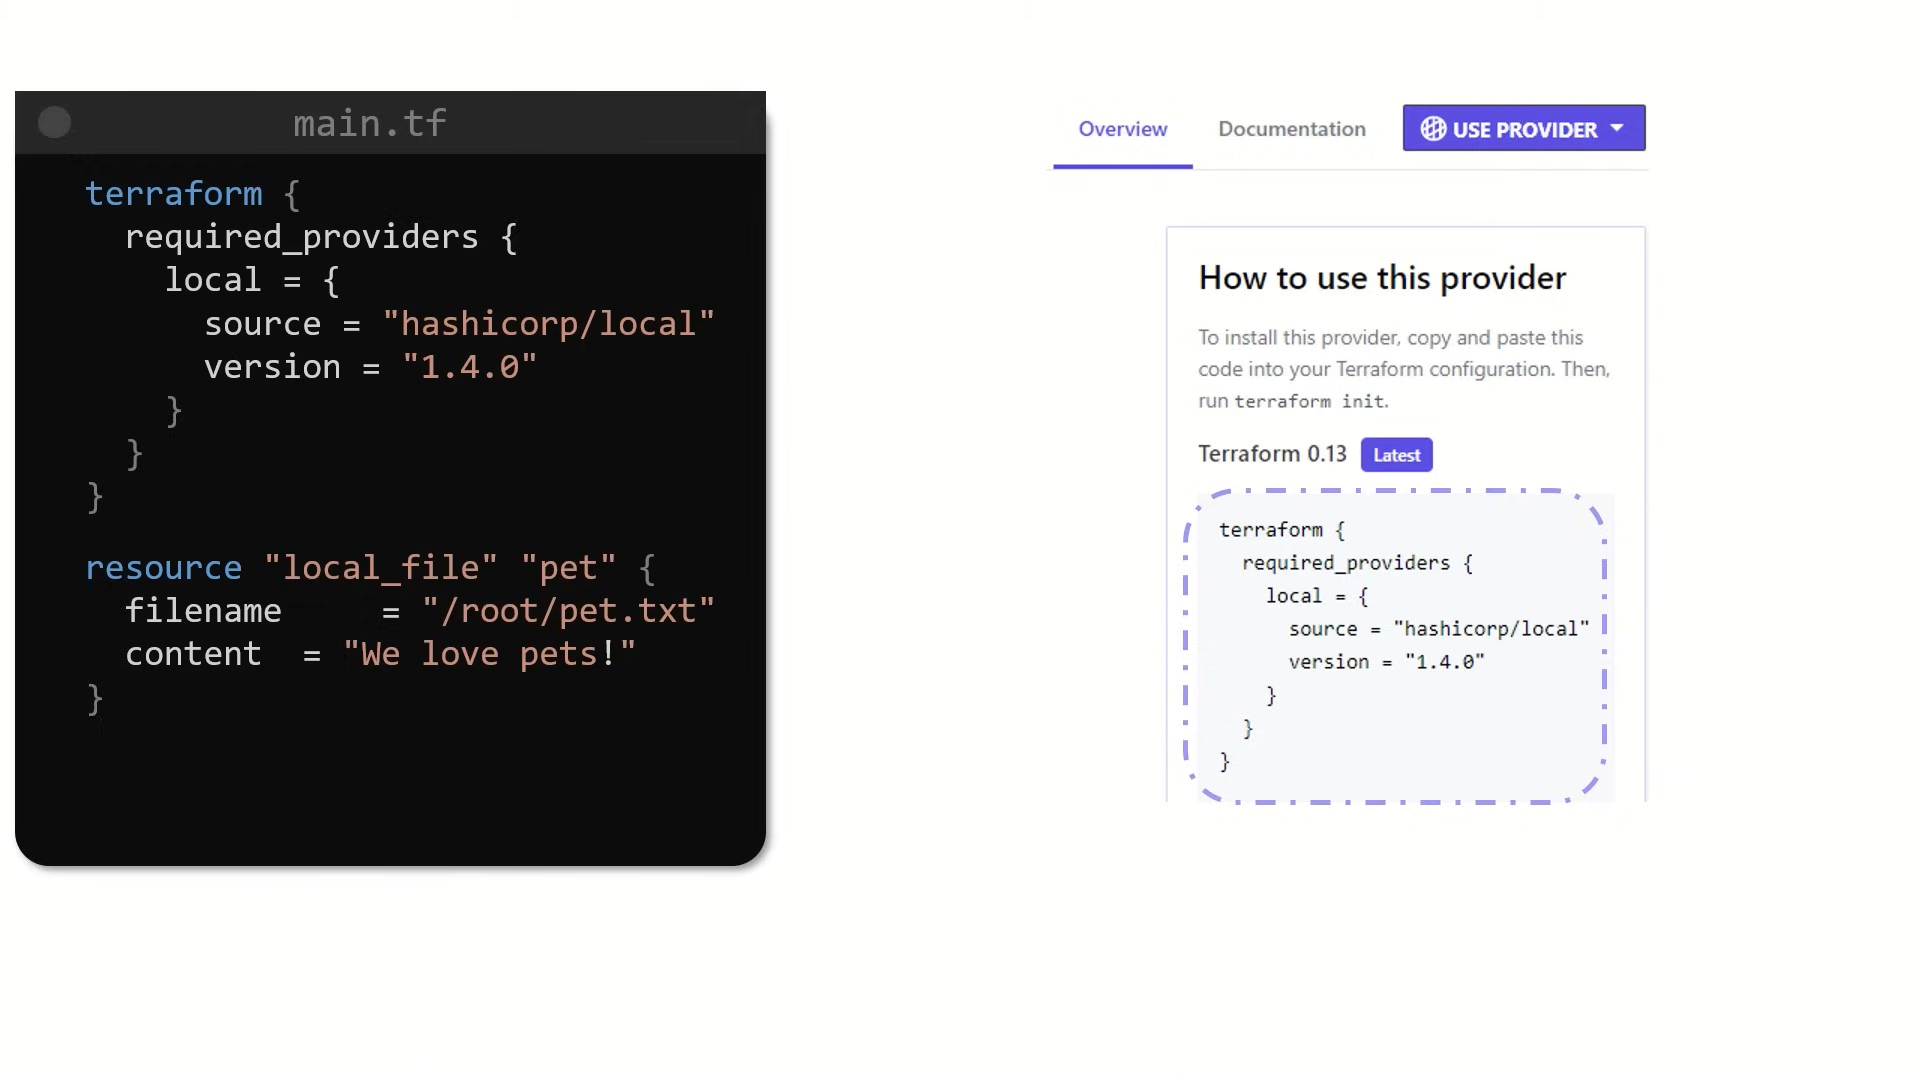 main.tf
terraform {
  required_providers {
    local = {
      source = "hashicorp/local"
      version = "1.4.0"
    }
  }
}
resource "local_file" "pet" {
  filename     = "/root/pet.txt"
  content  = "We love pets!"
}
Overview Documentation USE PROVIDER
How to use this provider
To install this provider, copy and paste this
code into your Terraform configuration. Then,
run terraform init.
Terraform 0.13 Latest
terraform {
  required_providers {
    local = {
      source = "hashicorp/local"
      version = "1.4.0"
    }
  }
}